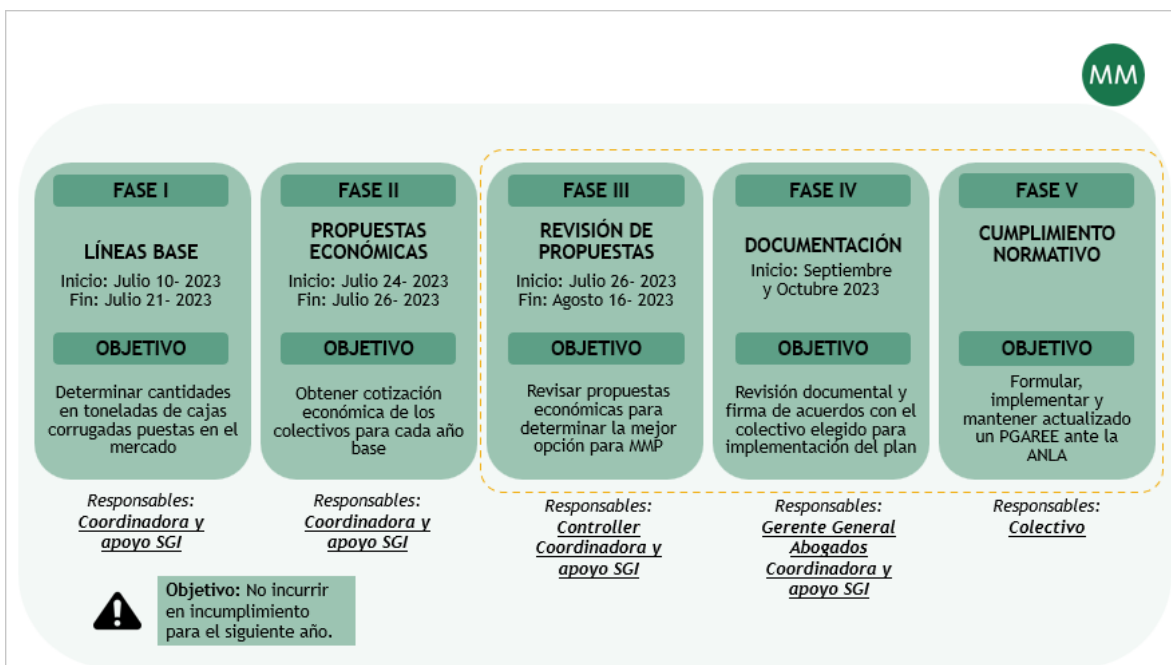 MM
FASE I
LÍNEAS BASE
Inicio: Julio 10- 2023
Fin: Julio 21- 2023
OBJETIVO
Determinar cantidades
en toneladas de cajas
corrugadas puestas en el
mercado
Responsables:
Coordinadora y
apoyo SGI
FASE II
PROPUESTAS
ECONÓMICAS
Inicio: Julio 24- 2023
Fin: Julio 26- 2023
OBJETIVO
Obtener cotización
económica de los
colectivos para cada año
base
Responsables:
Coordinadora y
apoyo SGI
FASE III
REVISIÓN DE
PROPUESTAS
Inicio: Julio 26- 2023
Fin: Agosto 16- 2023
OBJETIVO
Revisar propuestas
económicas para
determinar la mejor
opción para MMP
Responsables:
Controller
Coordinadora y
apoyo SGI
FASE IV
DOCUMENTACIÓN
Inicio: Septiembre
y Octubre 2023
OBJETIVO
Revisión documental y
firma de acuerdos con el
colectivo elegido para
implementación del plan
Responsables:
Gerente General
Abogados
Coordinadora y
apoyo SGI
FASE V
CUMPLIMIENTO
NORMATIVO
OBJETIVO
Formular,
implementar y
mantener actualizado
un PGAREE ante la
ANLA
Responsables:
Colectivo
Objetivo: No incurrir
en incumplimiento
para el siguiente año.